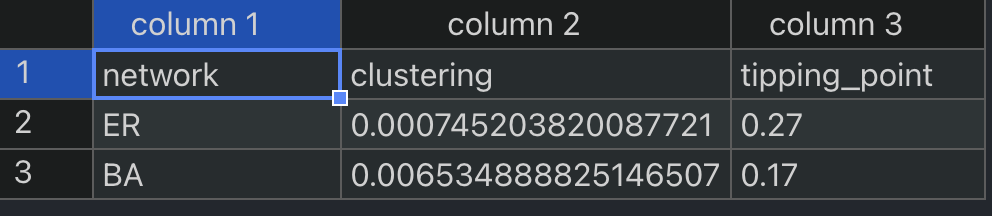 column 1 column 2 column 3
1 network clustering tipping_point
2 ER 0.000745203820087721 0.27
3 BA 0.006534888825146507 0.17